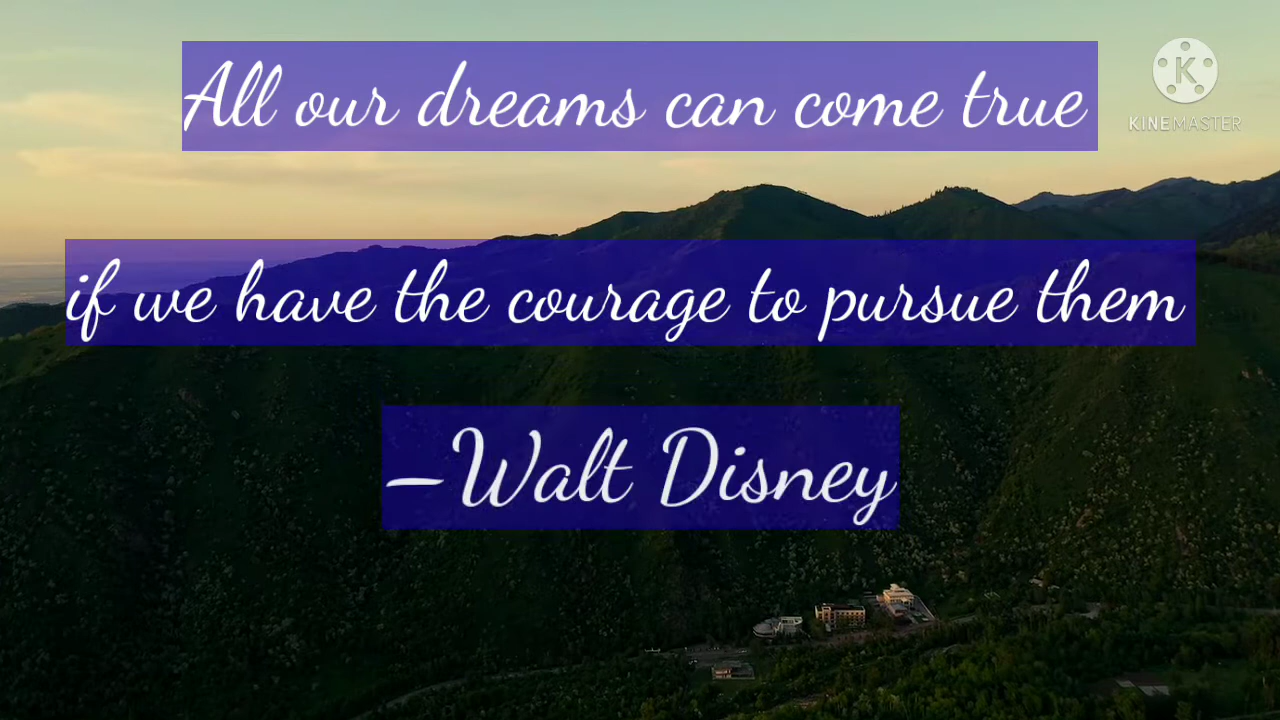 All our dreams can come true
KINEMASTER
if we have the courage to pursue them
–Walt Disney